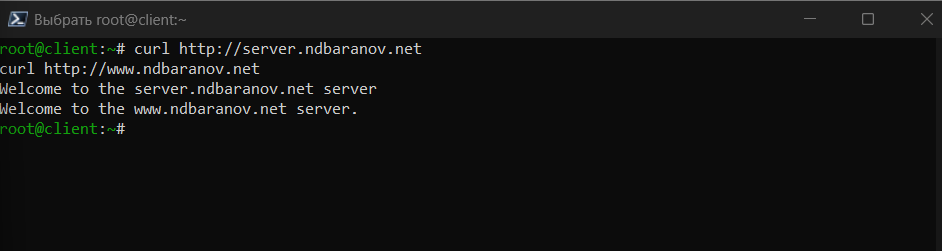 Выбрать root@client:~
root@client:~# curl http://server.ndbaranov.net
curl http://www.ndbaranov.net
Welcome to the server.ndbaranov.net server
Welcome to the www.ndbaranov.net server.
root@client:~#